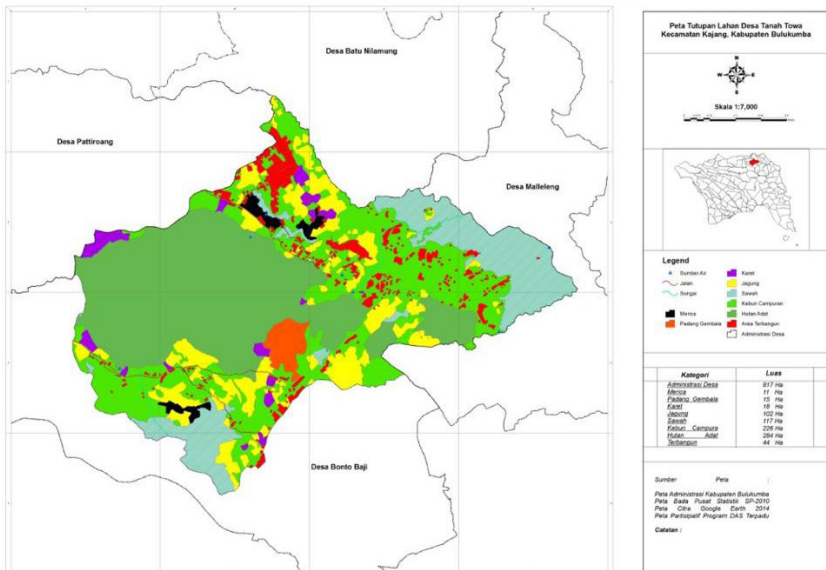 Desa Batu Nilamung
Desa Pattiroang
Desa Malleleng
Desa Bonto Baji
Peta Tutupan Lahan Desa Tanah Towa
Kecamatan Kajang, Kabupaten Bulukumba
N
W E
S
Skala 1:7,000
Legend
Sumber Air
Jalan
Sungai
Merica
Padang Gembala
Karet
Jagung
Sawah
Kebun Campuran
Hutan Adat
Area Terbangun
Administrasi Desa
Kategori Luas
Administrasi Desa 817 Ha
Merica 11 Ha
Padang Gembala 15 Ha
Karet 18 Ha
Jagung 102 Ha
Sawah 117 Ha
Kebun Campura 226 Ha
Hutan Adat 284 Ha
Terbangun 44 Ha
Sumber Peta :
Peta Administrasi Kabupaten Bulukumba
Peta Bada Pusat Statistik SP-2010
Peta Citra Google Earth 2014
Peta Partisipatif Program DAS Terpadu
Catatan :